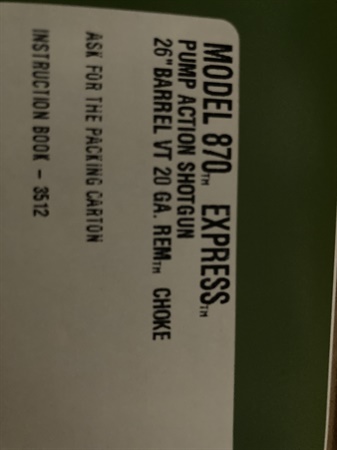 MODEL 870™ EXPRESS™
PUMP ACTION SHOTGUN
26" BARREL VT 20 GA. REM™ CHOKE
ASK FOR THE PACKING CARTON
INSTRUCTION BOOK – 3512